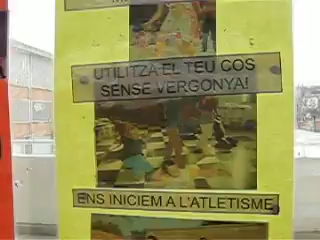 UTILITZA EL TEU COS
SENSE VERGONYA!
ENS INICIEM A L'ATLETISME